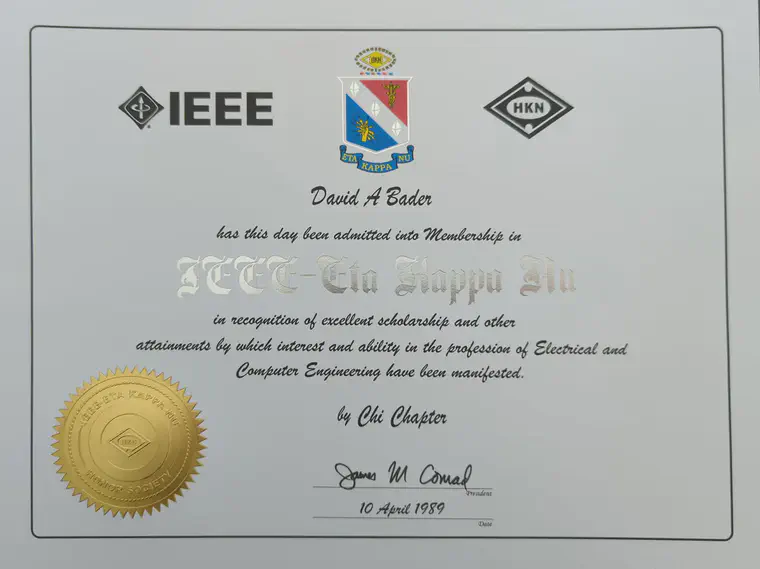 IEEE
HKN
HKN
ETA KAPPA NU
David A Bader
has this day been admitted into Membership in
IEEE-Eta Kappa Nu
in recognition of excellent scholarship and other
attainments by which interest and ability in the profession of Electrical and
Computer Engineering have been manifested.
by Chi Chapter
IEEE-ETA KAPPA NU
HKN
HONOR SOCIETY
James M Conrad
President
10 April 1989
Date